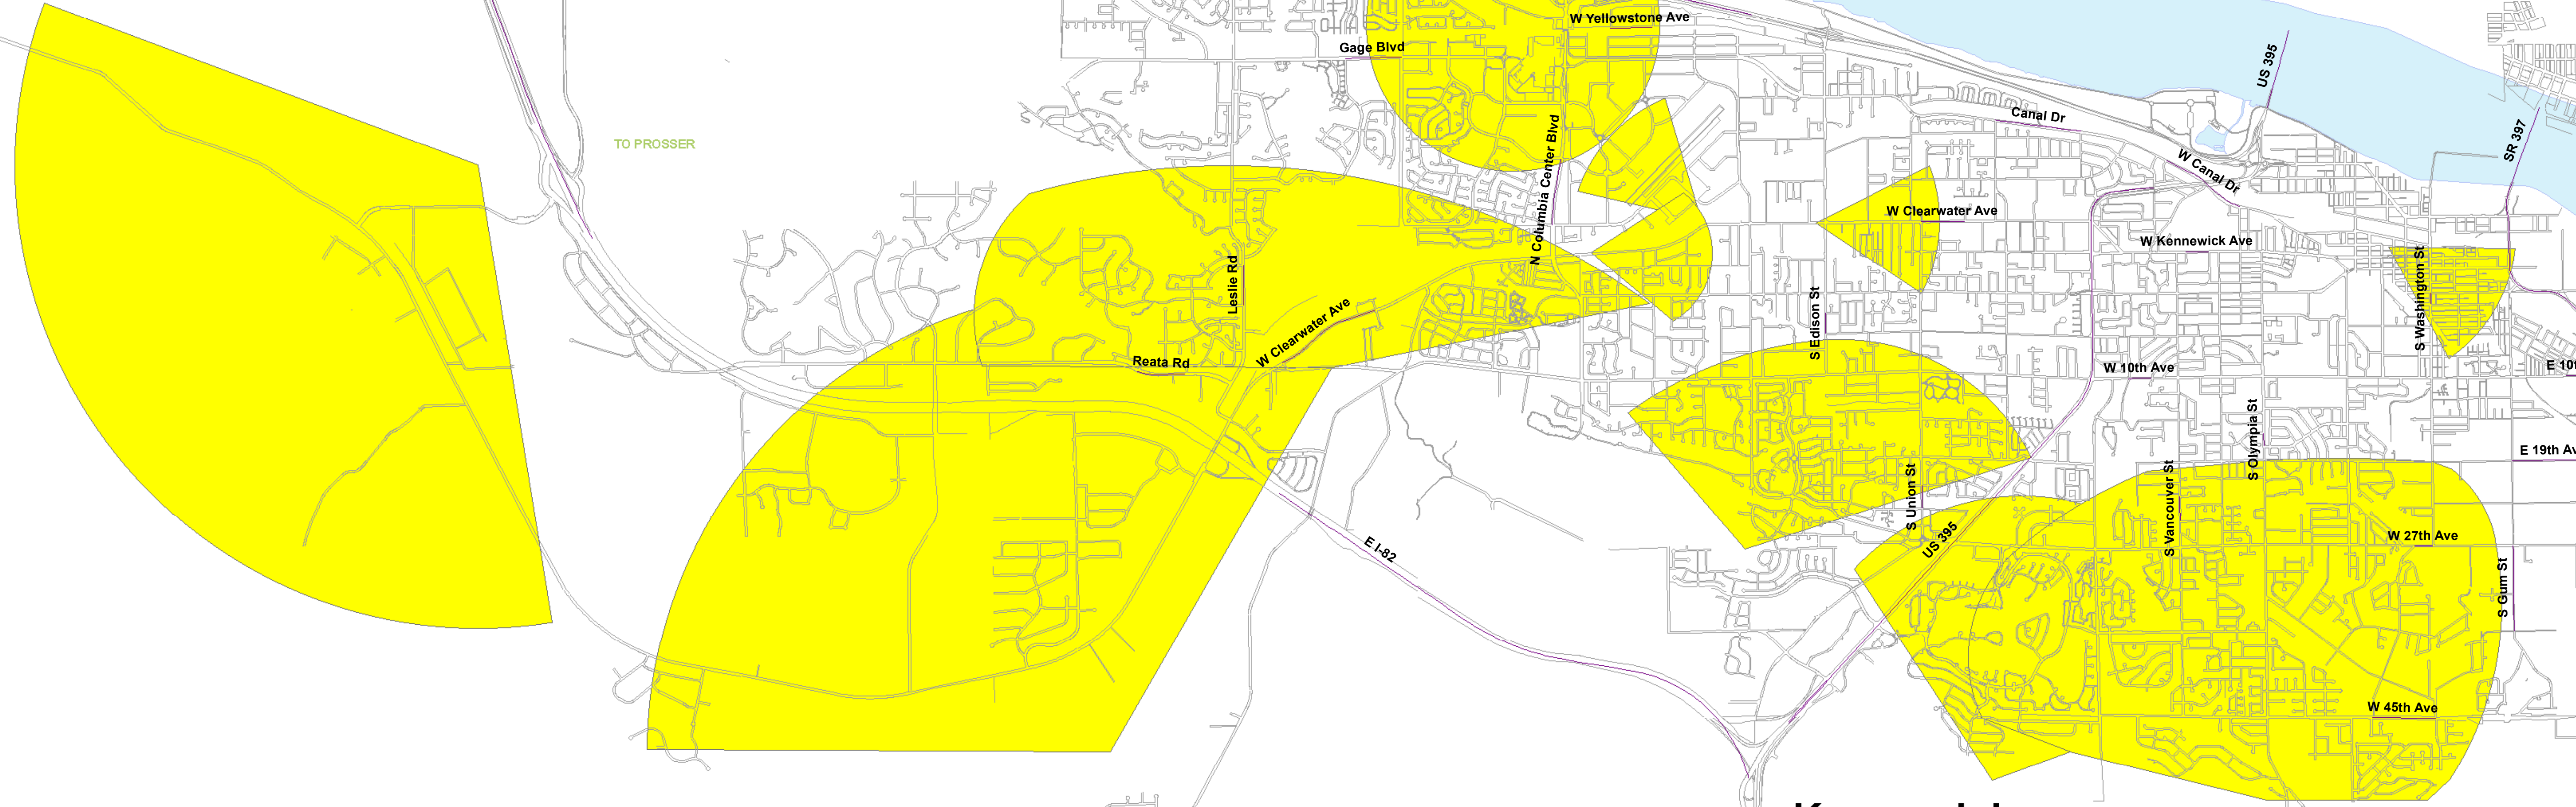 W Yellowstone Ave
Gage Blvd
US 395
TO PROSSER
Canal Dr
SR 397
N Columbia Center Blvd
W Canal Dr
W Clearwater Ave
W Kennewick Ave
Leslie Rd
S Washington St
S Edison St
W Clearwater Ave
Reata Rd
W 10th Ave
S Olympia St
E 19th Av
S Union St
S Vancouver St
US 395
W 27th Ave
E I-82
S Gum St
W 45th Ave